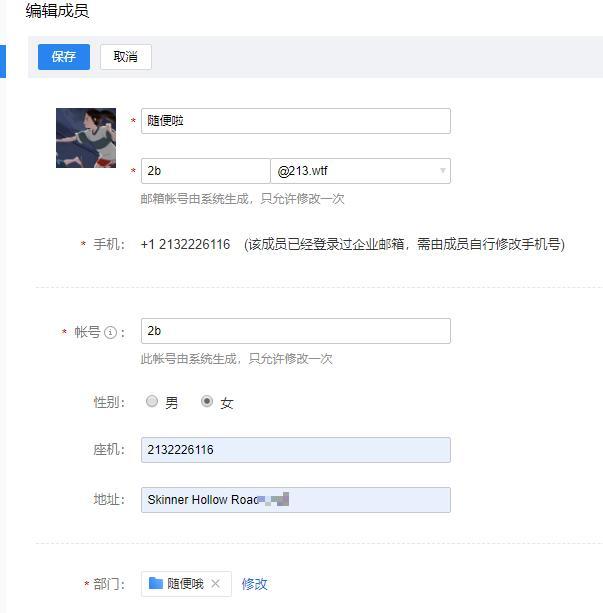 编辑成员
保存 取消
* 随便啦
* 2b @213.wtf
邮箱帐号由系统生成，只允许修改一次
* 手机： +1 2132226116 (该成员已经登录过企业邮箱，需由成员自行修改手机号)
* 帐号 ： 2b
此帐号由系统生成，只允许修改一次
性别： 男 女
座机： 2132226116
地址： Skinner Hollow Road
* 部门： 随便哦 × 修改